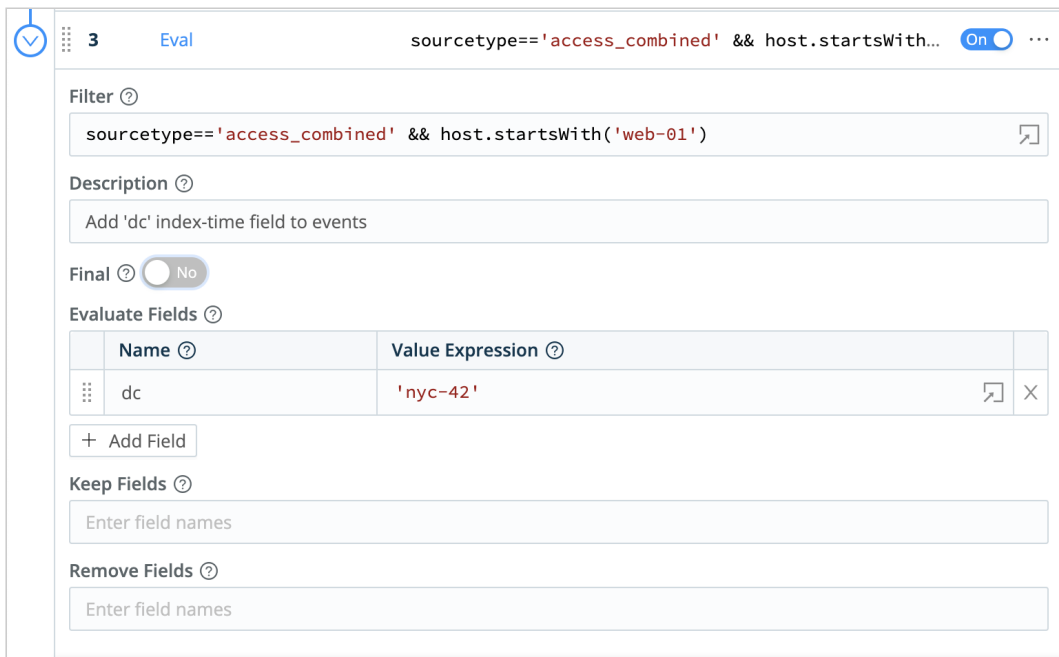 3 Eval sourcetype=='access_combined' && host.startsWith... On ...
Filter ?
sourcetype=='access_combined' && host.startsWith('web-01')
Description ?
Add 'dc' index-time field to events
Final ? No
Evaluate Fields ?
Name ? Value Expression ?
dc 'nyc-42' X
+ Add Field
Keep Fields ?
Enter field names
Remove Fields ?
Enter field names